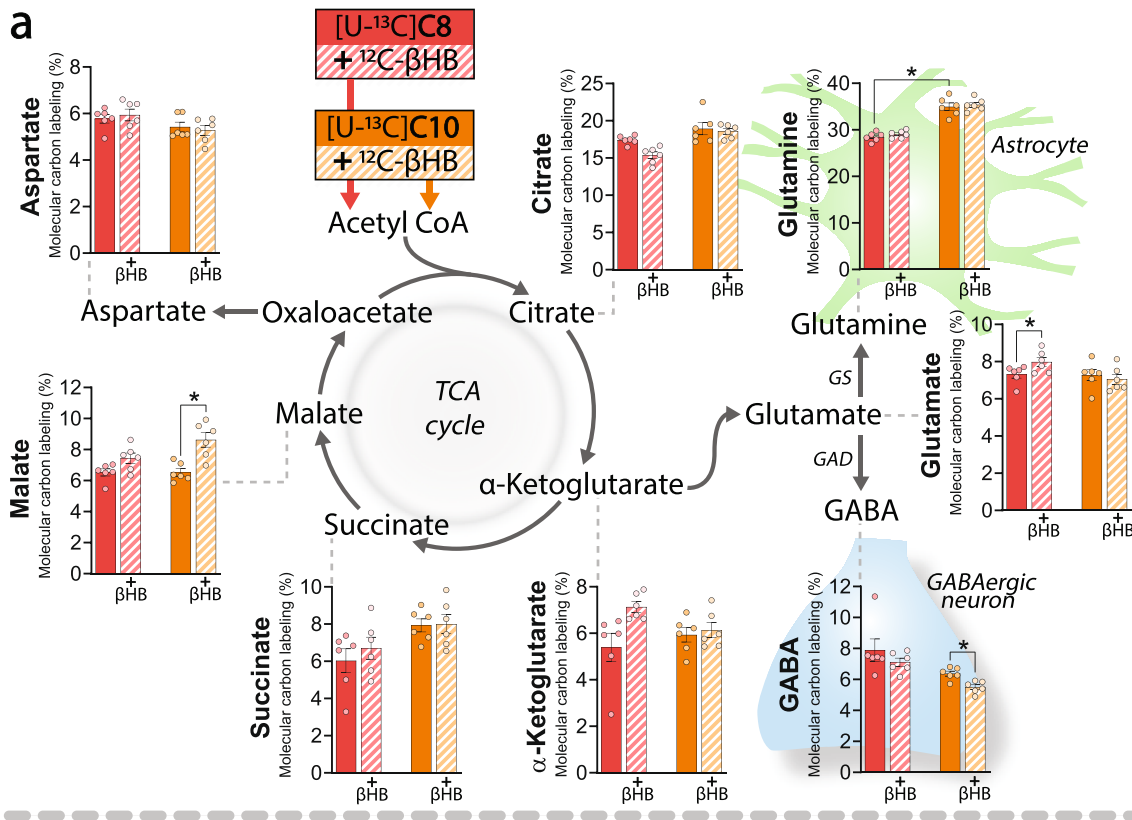 a
[U-¹³C]C8
+ ¹²C-βHB
[U-¹³C]C10
+ ¹²C-βHB
Acetyl CoA
Aspartate
Molecular carbon labeling (%)
8
6
4
2
0
+
βHB
+
βHB
Citrate
Molecular carbon labeling (%)
25
20
15
10
5
0
+
βHB
+
βHB
Glutamine
Molecular carbon labeling (%)
40
30
20
10
0
*
+
βHB
+
βHB
Astrocyte
Aspartate
Oxaloacetate
Citrate
Glutamine
GS
Glutamate
GAD
GABA
Malate
TCA
cycle
α-Ketoglutarate
Succinate
Glutamate
Molecular carbon labeling (%)
10
8
6
4
2
0
*
+
βHB
+
βHB
Malate
Molecular carbon labeling (%)
12
10
8
6
4
2
0
*
+
βHB
+
βHB
Succinate
Molecular carbon labeling (%)
10
8
6
4
2
0
+
βHB
+
βHB
α-Ketoglutarate
Molecular carbon labeling (%)
8
6
4
2
0
+
βHB
+
βHB
GABAergic
neuron
GABA
Molecular carbon labeling (%)
12
10
8
6
4
2
0
*
+
βHB
+
βHB